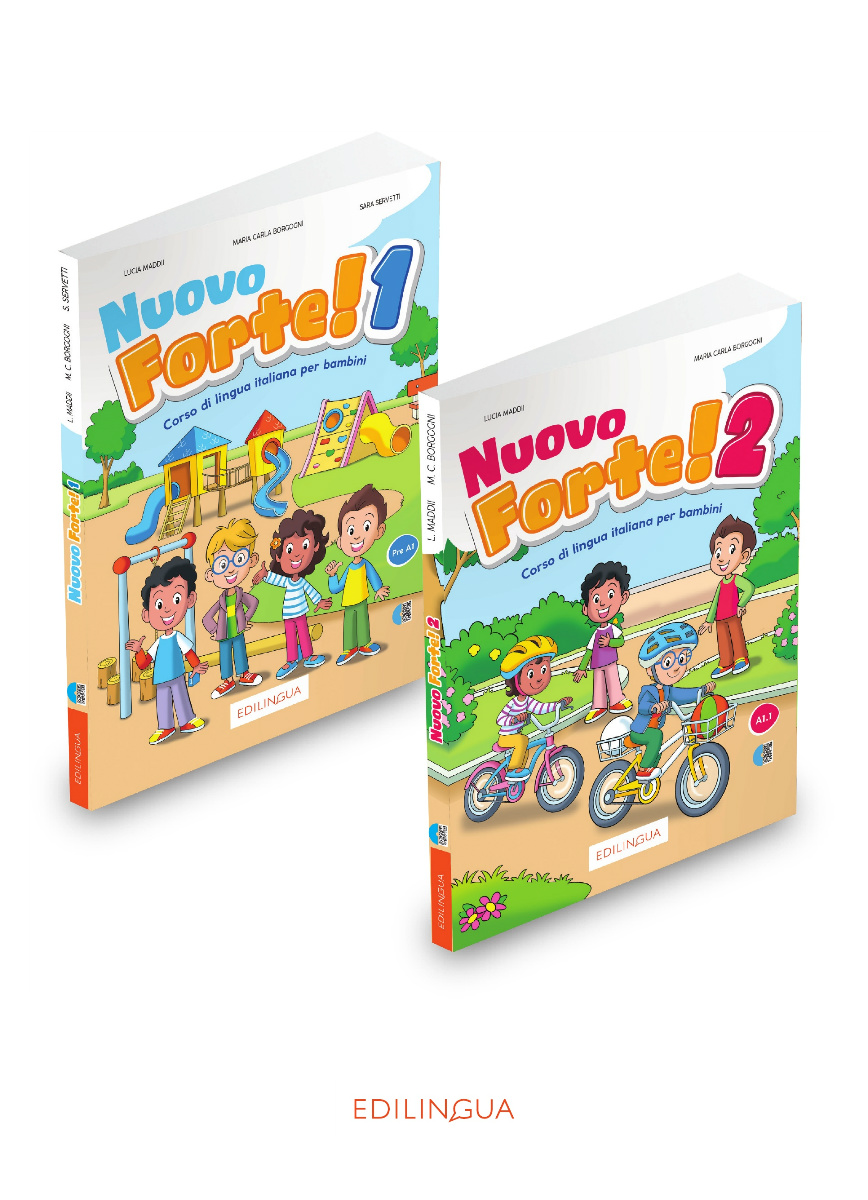 LUCIA MADDII
MARIA CARLA BORGOGNI
SARA SERVETTI
Nuovo
Forte! 1
Corso di lingua italiana per bambini
Pre A1
EDILINGUA
L. MADDII M. C. BORGOGNI S. SERVETTI
Nuovo Forte! 1
EDILINGUA
LUCIA MADDII
MARIA CARLA BORGOGNI
Nuovo
Forte! 2
Corso di lingua italiana per bambini
A1.1
EDILINGUA
L. MADDII M. C. BORGOGNI
Nuovo Forte! 2
EDILINGUA
EDILINGUA